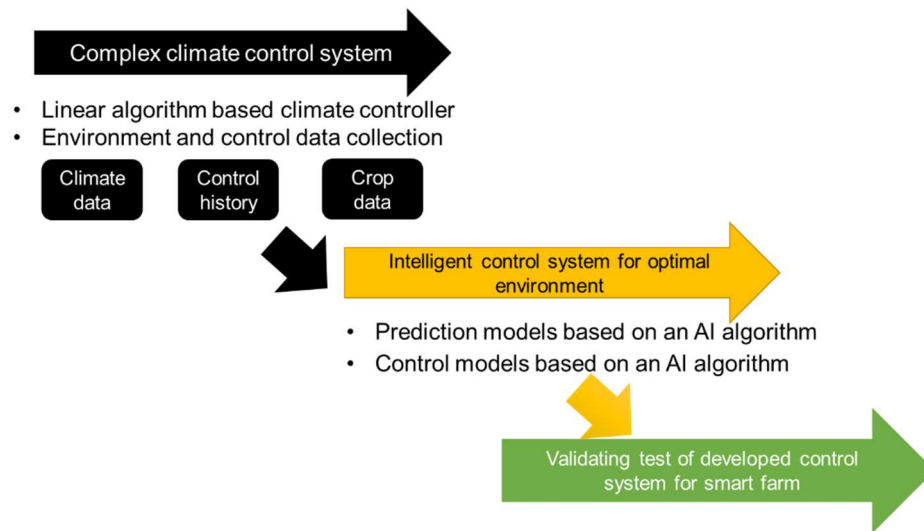 Complex climate control system
• Linear algorithm based climate controller
• Environment and control data collection
Climate
data
Control
history
Crop
data
Intelligent control system for optimal
environment
• Prediction models based on an AI algorithm
• Control models based on an AI algorithm
Validating test of developed control
system for smart farm